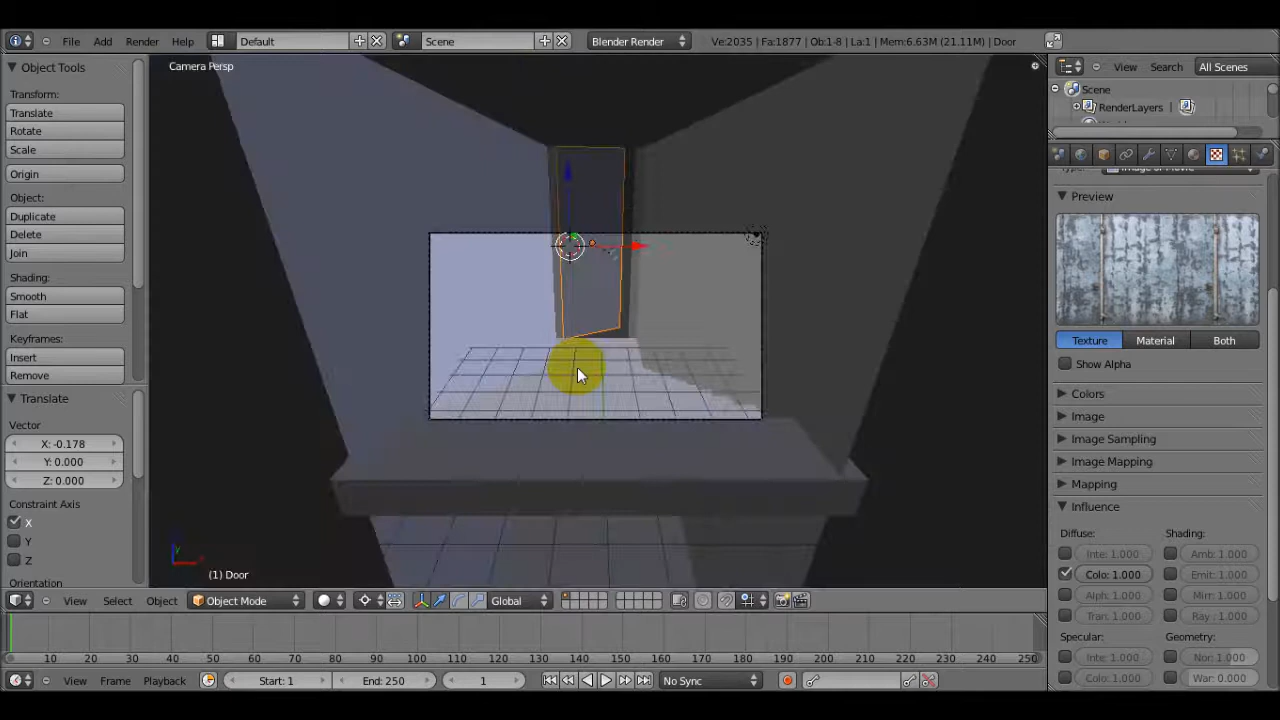 File Add Render Help Default Scene Blender Render Ve:2035 | Fa:1877 | Ob:1-8 | La:1 | Mem:6.63M (21.11M) | Door
Object Tools
Transform:
Translate
Rotate
Scale
Origin
Object:
Duplicate
Delete
Join
Shading:
Smooth
Flat
Keyframes:
Insert
Remove
Translate
Vector
X: -0.178
Y: 0.000
Z: 0.000
Constraint Axis
X
Y
Z
Orientation
Camera Persp
(1) Door
View Select Object Object Mode Global
10 20 30 40 50 60 70 80 90 100 110 120 130 140 150 160 170 180 190 200 210 220 230 240 250
View Frame Playback Start: 1 End: 250 1 No Sync
View Search All Scenes
Scene
RenderLayers |
Preview
Texture Material Both
Show Alpha
Colors
Image
Image Sampling
Image Mapping
Mapping
Influence
Diffuse: Shading:
Inte: 1.000 Amb: 1.000
Colo: 1.000 Emit: 1.000
Alph: 1.000 Mirr: 1.000
Tran: 1.000 Ray : 1.000
Specular: Geometry:
Inte: 1.000 Nor: 1.000
Colo: 1.000 War: 0.000